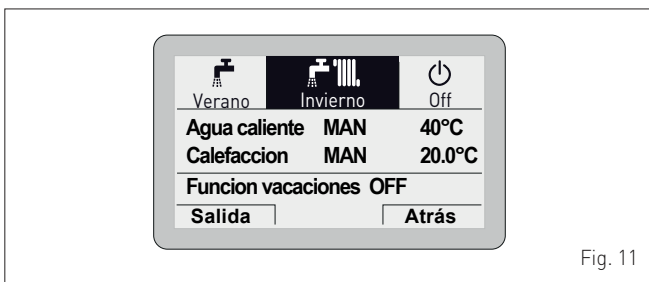 Verano Invierno Off
Agua caliente MAN 40°C
Calefaccion MAN 20.0°C
Funcion vacaciones OFF
Salida Atrás
Fig. 11